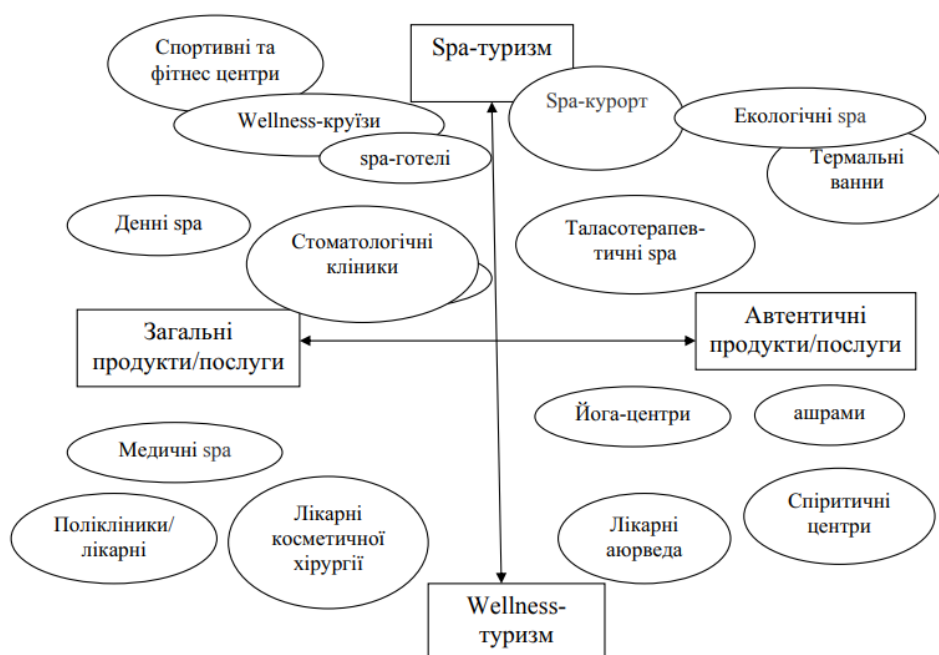 Спортивні та
фітнес центри
Spa-туризм
Wellness-круїзи
spa-готелі
Spa-курорт
Екологічні spa
Термальні
ванни
Денні spa
Стоматологічні
клініки
Таласотерапев-
тичні spa
Загальні
продукти/послуги
Автентичні
продукти/послуги
Йога-центри
ашрами
Медичні spa
Поліклініки/
лікарні
Лікарні
косметичної
хірургії
Лікарні
аюрведа
Спіритичні
центри
Wellness-
туризм